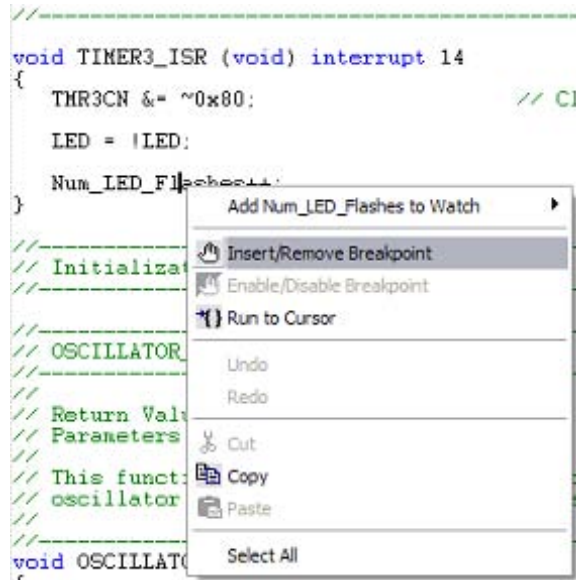 //
void TIMER3_ISR (void) interrupt 14
{
TMR3CN &= ~0x80; // Cl
LED = !LED;
Num_LED_Flashes++;
}
Add Num_LED_Flashes to Watch
Insert/Remove Breakpoint
Enable/Disable Breakpoint
Run to Cursor
Undo
Redo
Cut
Copy
Paste
Select All
//
// Initializat
//
//
// OSCILLATOR_
//
//
// Return Valu
// Parameters
//
// This funct
// oscillator
//
//
void OSCILLATO
{